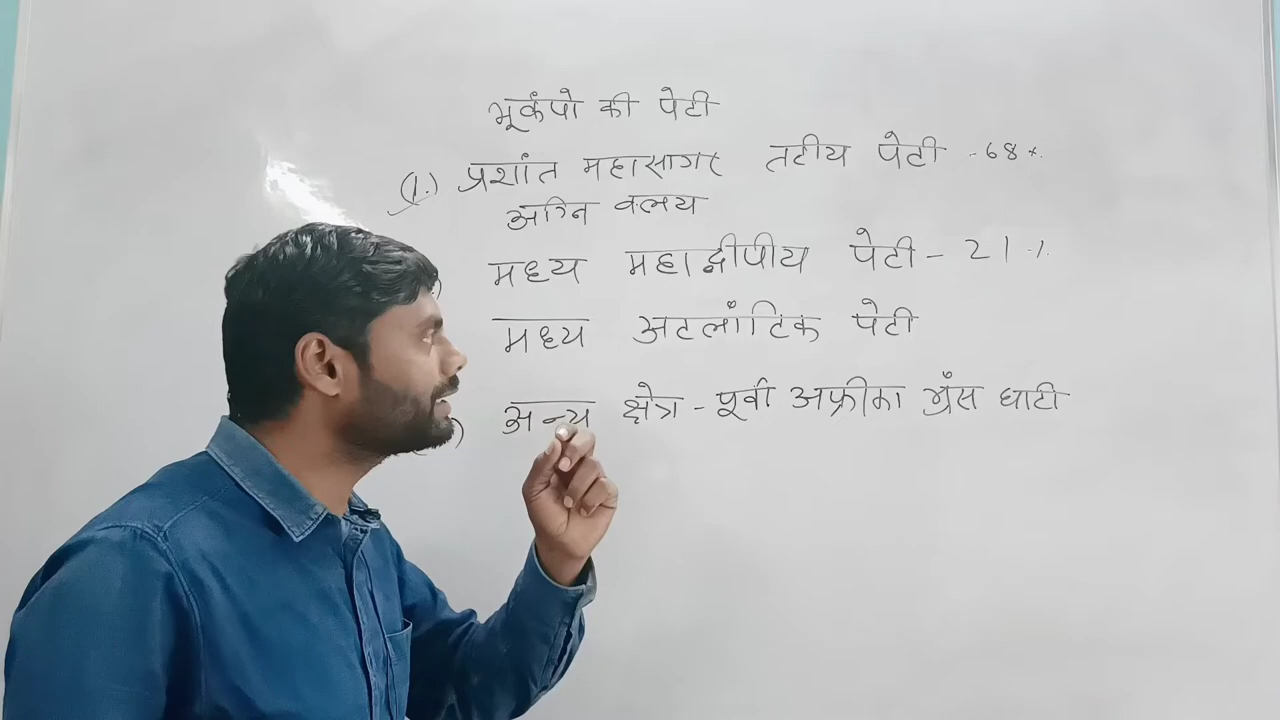 भूकंपो की पेटी
(1.) प्रशांत महासागर तटीय पेटी - 68 %.
अग्नि वलय
मध्य महाद्वीपीय पेटी - 21 %.
मध्य अटलांटिक पेटी
अन्य क्षेत्र - पूर्वी अफ्रीका भ्रंस घाटी